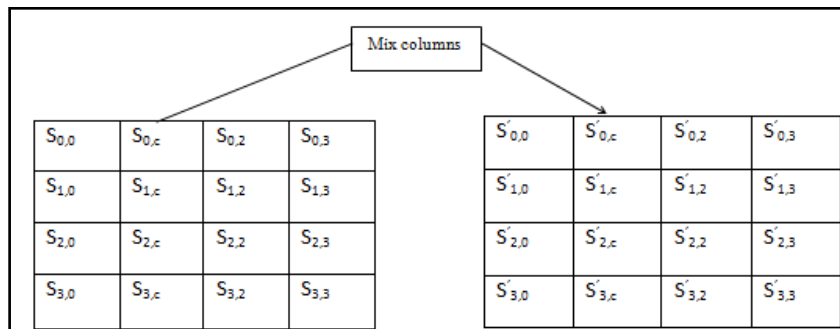 Mix columns
S0,0 S0,c S0,2 S0,3
S1,0 S1,c S1,2 S1,3
S2,0 S2,c S2,2 S2,3
S3,0 S3,c S3,2 S3,3
S´0,0 S´0,c S´0,2 S´0,3
S´1,0 S´1,c S´1,2 S´1,3
S´2,0 S´2,c S´2,2 S´2,3
S´3,0 S´3,c S´3,2 S´3,3